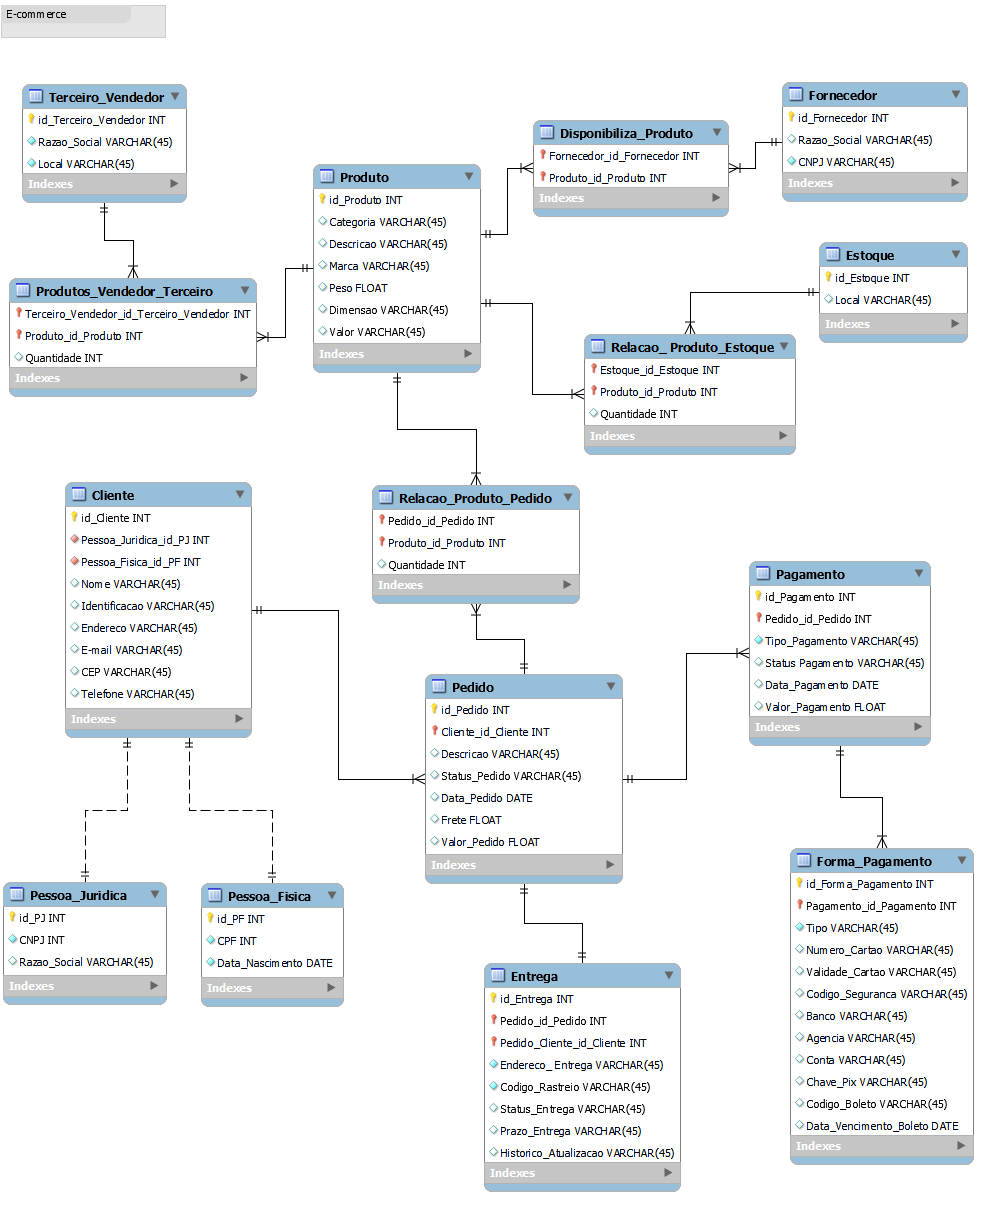 E-commerce
Terceiro_Vendedor
id_Terceiro_Vendedor INT
Razao_Social VARCHAR(45)
Local VARCHAR(45)
Indexes
Fornecedor
id_Fornecedor INT
Razao_Social VARCHAR(45)
CNPJ VARCHAR(45)
Indexes
Disponibiliza_Produto
Fornecedor_id_Fornecedor INT
Produto_id_Produto INT
Indexes
Produto
id_Produto INT
Categoria VARCHAR(45)
Descricao VARCHAR(45)
Marca VARCHAR(45)
Peso FLOAT
Dimensao VARCHAR(45)
Valor VARCHAR(45)
Indexes
Estoque
id_Estoque INT
Local VARCHAR(45)
Indexes
Produtos_Vendedor_Terceiro
Terceiro_Vendedor_id_Terceiro_Vendedor INT
Produto_id_Produto INT
Quantidade INT
Indexes
Relacao_ Produto_Estoque
Estoque_id_Estoque INT
Produto_id_Produto INT
Quantidade INT
Indexes
Cliente
id_Cliente INT
Pessoa_Juridica_id_PJ INT
Pessoa_Fisica_id_PF INT
Nome VARCHAR(45)
Identificacao VARCHAR(45)
Endereco VARCHAR(45)
E-mail VARCHAR(45)
CEP VARCHAR(45)
Telefone VARCHAR(45)
Indexes
Relacao_Produto_Pedido
Pedido_id_Pedido INT
Produto_id_Produto INT
Quantidade INT
Indexes
Pagamento
id_Pagamento INT
Pedido_id_Pedido INT
Tipo_Pagamento VARCHAR(45)
Status Pagamento VARCHAR(45)
Data_Pagamento DATE
Valor_Pagamento FLOAT
Indexes
Pedido
id_Pedido INT
Cliente_id_Cliente INT
Descricao VARCHAR(45)
Status_Pedido VARCHAR(45)
Data_Pedido DATE
Frete FLOAT
Valor_Pedido FLOAT
Indexes
Forma_Pagamento
id_Forma_Pagamento INT
Pagamento_id_Pagamento INT
Tipo VARCHAR(45)
Numero_Cartao VARCHAR(45)
Validade_Cartao VARCHAR(45)
Codigo_Seguranca VARCHAR(45)
Banco VARCHAR(45)
Agencia VARCHAR(45)
Conta VARCHAR(45)
Chave_Pix VARCHAR(45)
Codigo_Boleto VARCHAR(45)
Data_Vencimento_Boleto DATE
Indexes
Pessoa_Juridica
id_PJ INT
CNPJ INT
Razao_Social VARCHAR(45)
Indexes
Pessoa_Fisica
id_PF INT
CPF INT
Data_Nascimento DATE
Indexes
Entrega
id_Entrega INT
Pedido_id_Pedido INT
Pedido_Cliente_id_Cliente INT
Endereco_ Entrega VARCHAR(45)
Codigo_Rastreio VARCHAR(45)
Status_Entrega VARCHAR(45)
Prazo_Entrega VARCHAR(45)
Historico_Atualizacao VARCHAR(45)
Indexes